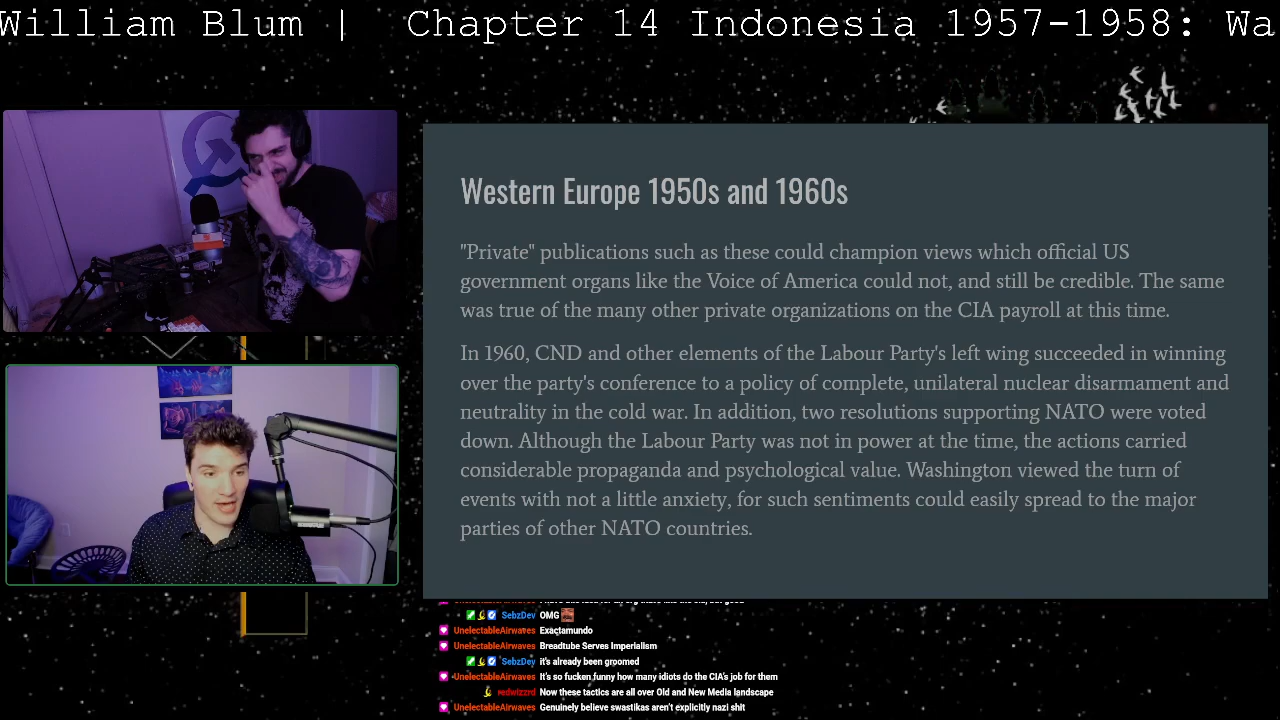 William Blum | Chapter 14 Indonesia 1957-1958: Wa
Western Europe 1950s and 1960s
"Private" publications such as these could champion views which official US
government organs like the Voice of America could not, and still be credible. The same
was true of the many other private organizations on the CIA payroll at this time.
In 1960, CND and other elements of the Labour Party's left wing succeeded in winning
over the party's conference to a policy of complete, unilateral nuclear disarmament and
neutrality in the cold war. In addition, two resolutions supporting NATO were voted
down. Although the Labour Party was not in power at the time, the actions carried
considerable propaganda and psychological value. Washington viewed the turn of
events with not a little anxiety, for such sentiments could easily spread to the major
parties of other NATO countries.
SebzDev OMG
UnelectableAirwaves Exactamundo
UnelectableAirwaves Breadtube Serves Imperialism
SebzDev it's already been groomed
UnelectableAirwaves It's so fucken funny how many idiots do the CIA's job for them
redwizzrd Now these tactics are all over Old and New Media landscape
UnelectableAirwaves Genuinely believe swastikas aren't explicitly nazi shit